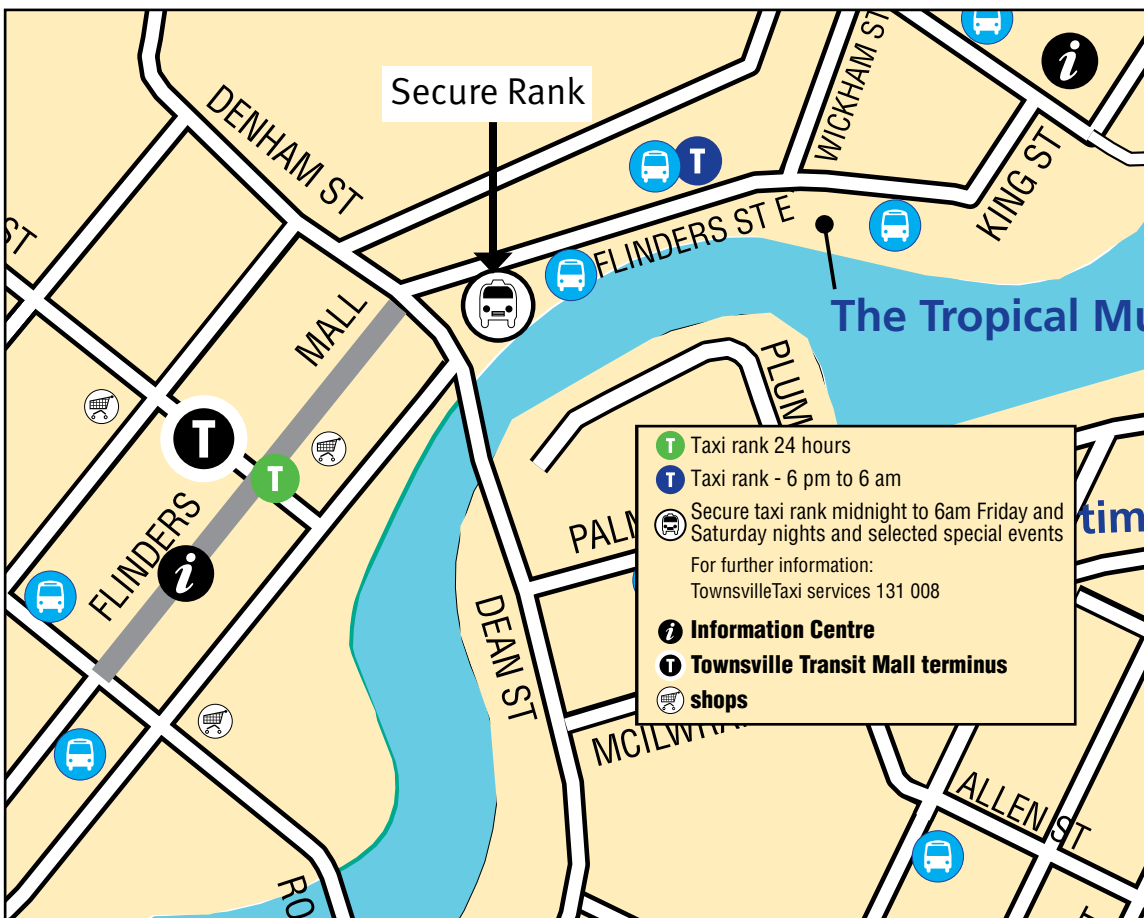 Secure Rank
DENHAM ST
WICKHAM ST
KING ST
ST
FLINDERS ST E
T
The Tropical Mu
MALL
PLUM
T
T
FLINDERS
PALM
tim
DEAN ST
MCILWRA
ALLEN ST
RO
T Taxi rank 24 hours
T Taxi rank - 6 pm to 6 am
Secure taxi rank midnight to 6am Friday and
Saturday nights and selected special events
For further information:
TownsvilleTaxi services 131 008
i Information Centre
T Townsville Transit Mall terminus
shops
i
i
T